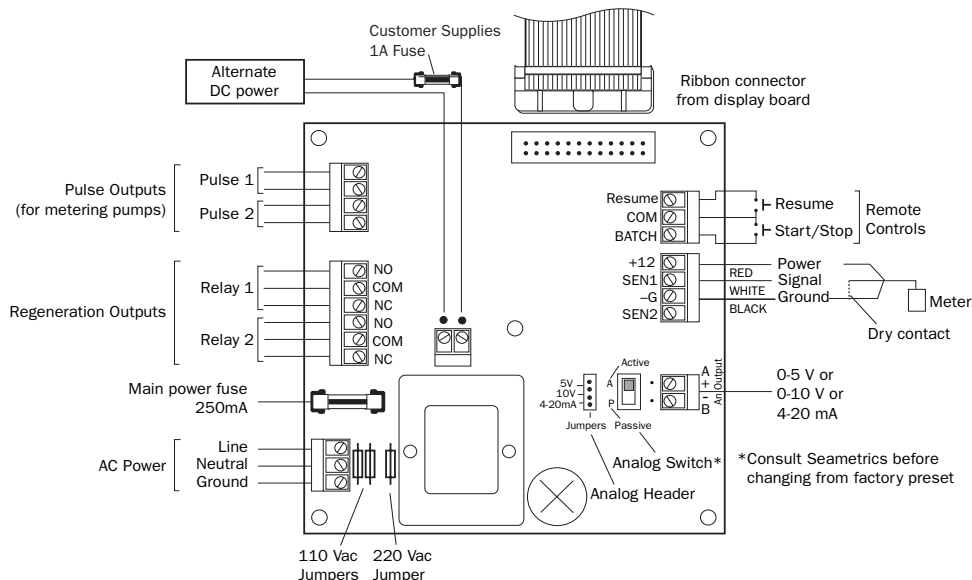 Customer Supplies
1A Fuse
Alternate
DC power
Ribbon connector
from display board
Pulse Outputs
(for metering pumps)
Pulse 1
Pulse 2
Resume
COM
BATCH
Resume
Start/Stop
Remote
Controls
+12
SEN1
–G
SEN2
RED
WHITE
BLACK
Power
Signal
Ground
Meter
Dry contact
Regeneration Outputs
Relay 1
Relay 2
NO
COM
NC
NO
COM
NC
Main power fuse
250mA
Active
5V
10V
4-20mA
A
P
Jumpers
Passive
A
+
-
B
An Output
0-5 V or
0-10 V or
4-20 mA
AC Power
Line
Neutral
Ground
Analog Switch*
Analog Header
*Consult Seametrics before
changing from factory preset
110 Vac
Jumpers
220 Vac
Jumper